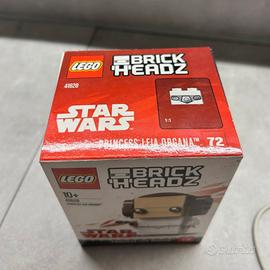 LEGO
BRICK
HEADZ
41628
STAR
WARS
1:1
PRINCESS LEIA ORGANA™ 72
LEGO
BRICK
HEADZ
10+
41628
STAR